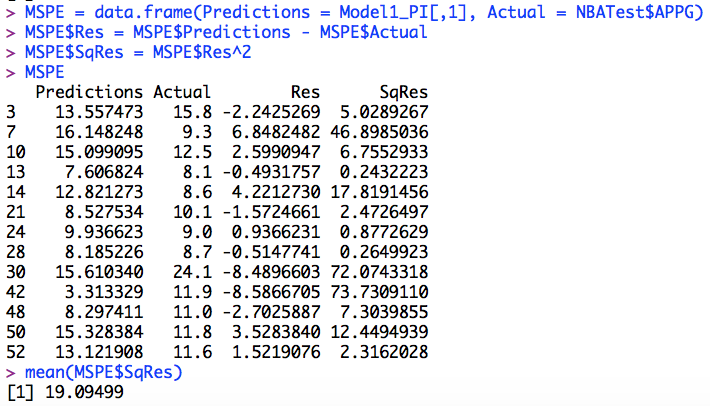 > MSPE = data.frame(Predictions = Model1_PI[,1], Actual = NBATest$APPG)
> MSPE$Res = MSPE$Predictions - MSPE$Actual
> MSPE$SqRes = MSPE$Res^2
> MSPE
   Predictions Actual        Res      SqRes
3    13.557473   15.8 -2.2425269  5.0289267
7    16.148248    9.3  6.8482482 46.8985036
10   15.099095   12.5  2.5990947  6.7552933
13    7.606824    8.1 -0.4931757  0.2432223
14   12.821273    8.6  4.2212730 17.8191456
21    8.527534   10.1 -1.5724661  2.4726497
24    9.936623    9.0  0.9366231  0.8772629
28    8.185226    8.7 -0.5147741  0.2649923
30   15.610340   24.1 -8.4896603 72.0743318
42    3.313329   11.9 -8.5866705 73.7309110
48    8.297411   11.0 -2.7025887  7.3039855
50   15.328384   11.8  3.5283840 12.4494939
52   13.121908   11.6  1.5219076  2.3162028
> mean(MSPE$SqRes)
[1] 19.09499